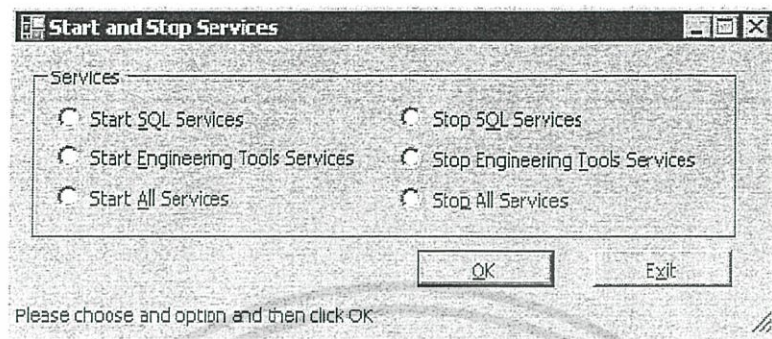 Start and Stop Services
Services
Start SQL Services
Stop SQL Services
Start Engineering Tools Services
Stop Engineering Tools Services
Start All Services
Stop All Services
OK
Exit
Please choose and option and then click OK